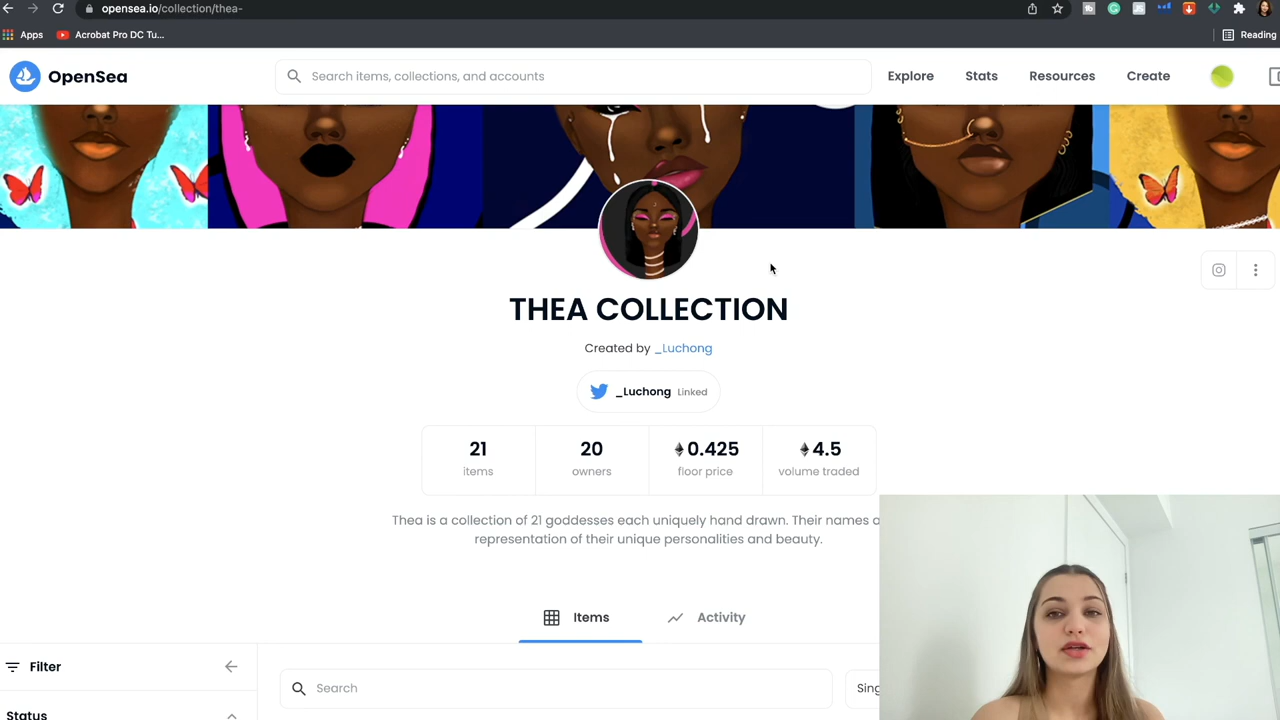 opensea.io/collection/thea-
Apps
Acrobat Pro DC Tu...
Reading
OpenSea
Search items, collections, and accounts
Explore
Stats
Resources
Create
THEA COLLECTION
Created by _Luchong
_Luchong Linked
21
items
20
owners
0.425
floor price
4.5
volume traded
Thea is a collection of 21 goddesses each uniquely hand drawn. Their names a
representation of their unique personalities and beauty.
Items
Activity
Filter
Search
Sing
Status